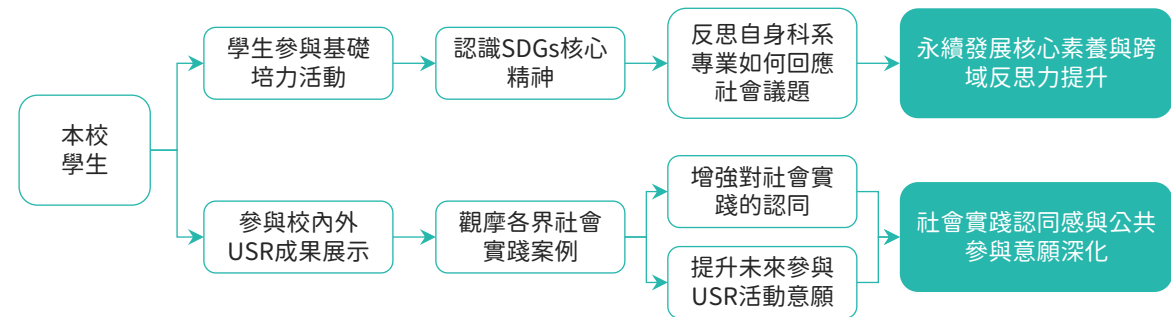 本校
學生
學生參與基礎
培力活動
認識SDGs核心
精神
反思自身科系
專業如何回應
社會議題
永續發展核心素養與跨
域反思力提升
參與校內外
USR成果展示
觀摩各界社會
實踐案例
增強對社會實
踐的認同
提升未來參與
USR活動意願
社會實踐認同感與公共
參與意願深化